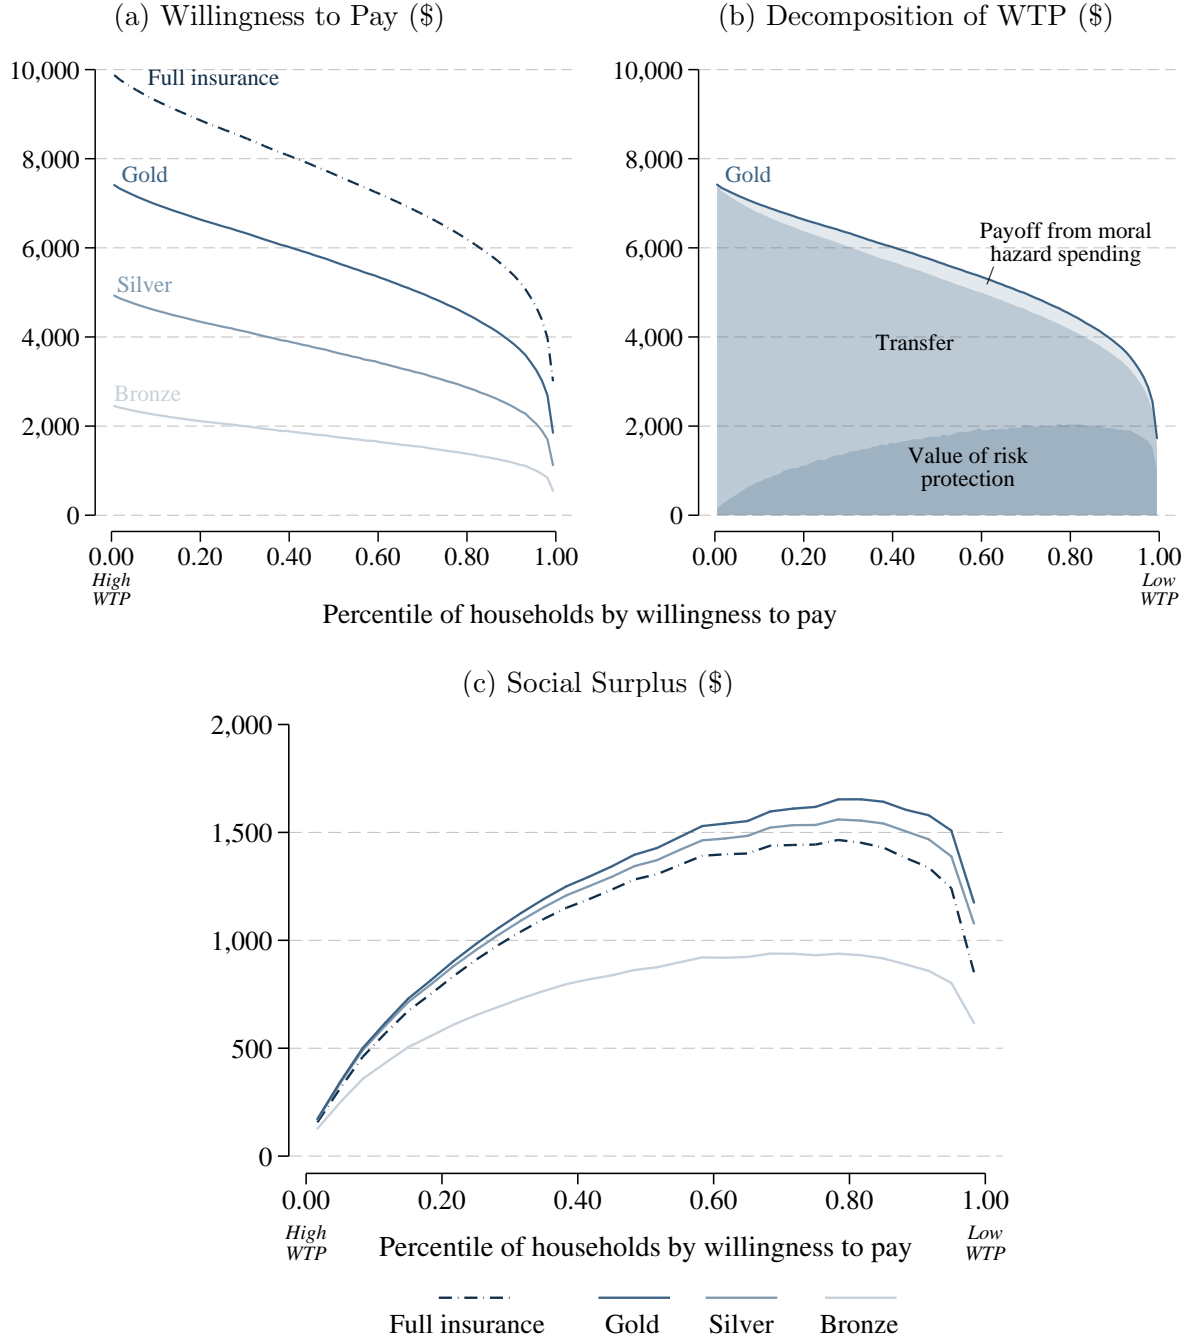 (a) Willingness to Pay ($)
10,000
8,000
6,000
4,000
2,000
0
Full insurance
Gold
Silver
Bronze
0.00 0.20 0.40 0.60 0.80 1.00
High
WTP
(b) Decomposition of WTP ($)
10,000
8,000
6,000
4,000
2,000
0
Gold
Payoff from moral
hazard spending
Transfer
Value of risk
protection
0.00 0.20 0.40 0.60 0.80 1.00
Low
WTP
Percentile of households by willingness to pay
(c) Social Surplus ($)
2,000
1,500
1,000
500
0
0.00 0.20 0.40 0.60 0.80 1.00
High
WTP
Low
WTP
Percentile of households by willingness to pay
Full insurance Gold Silver Bronze